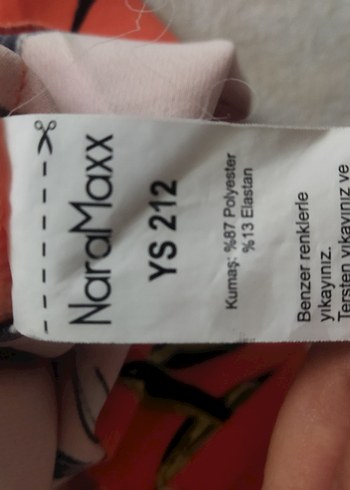 NaraMaxx
YS 212
Kumaş: %87 Polyester
%13 Elastan
Benzer renklerle
yıkayınız.
Tersten yıkayınız ve